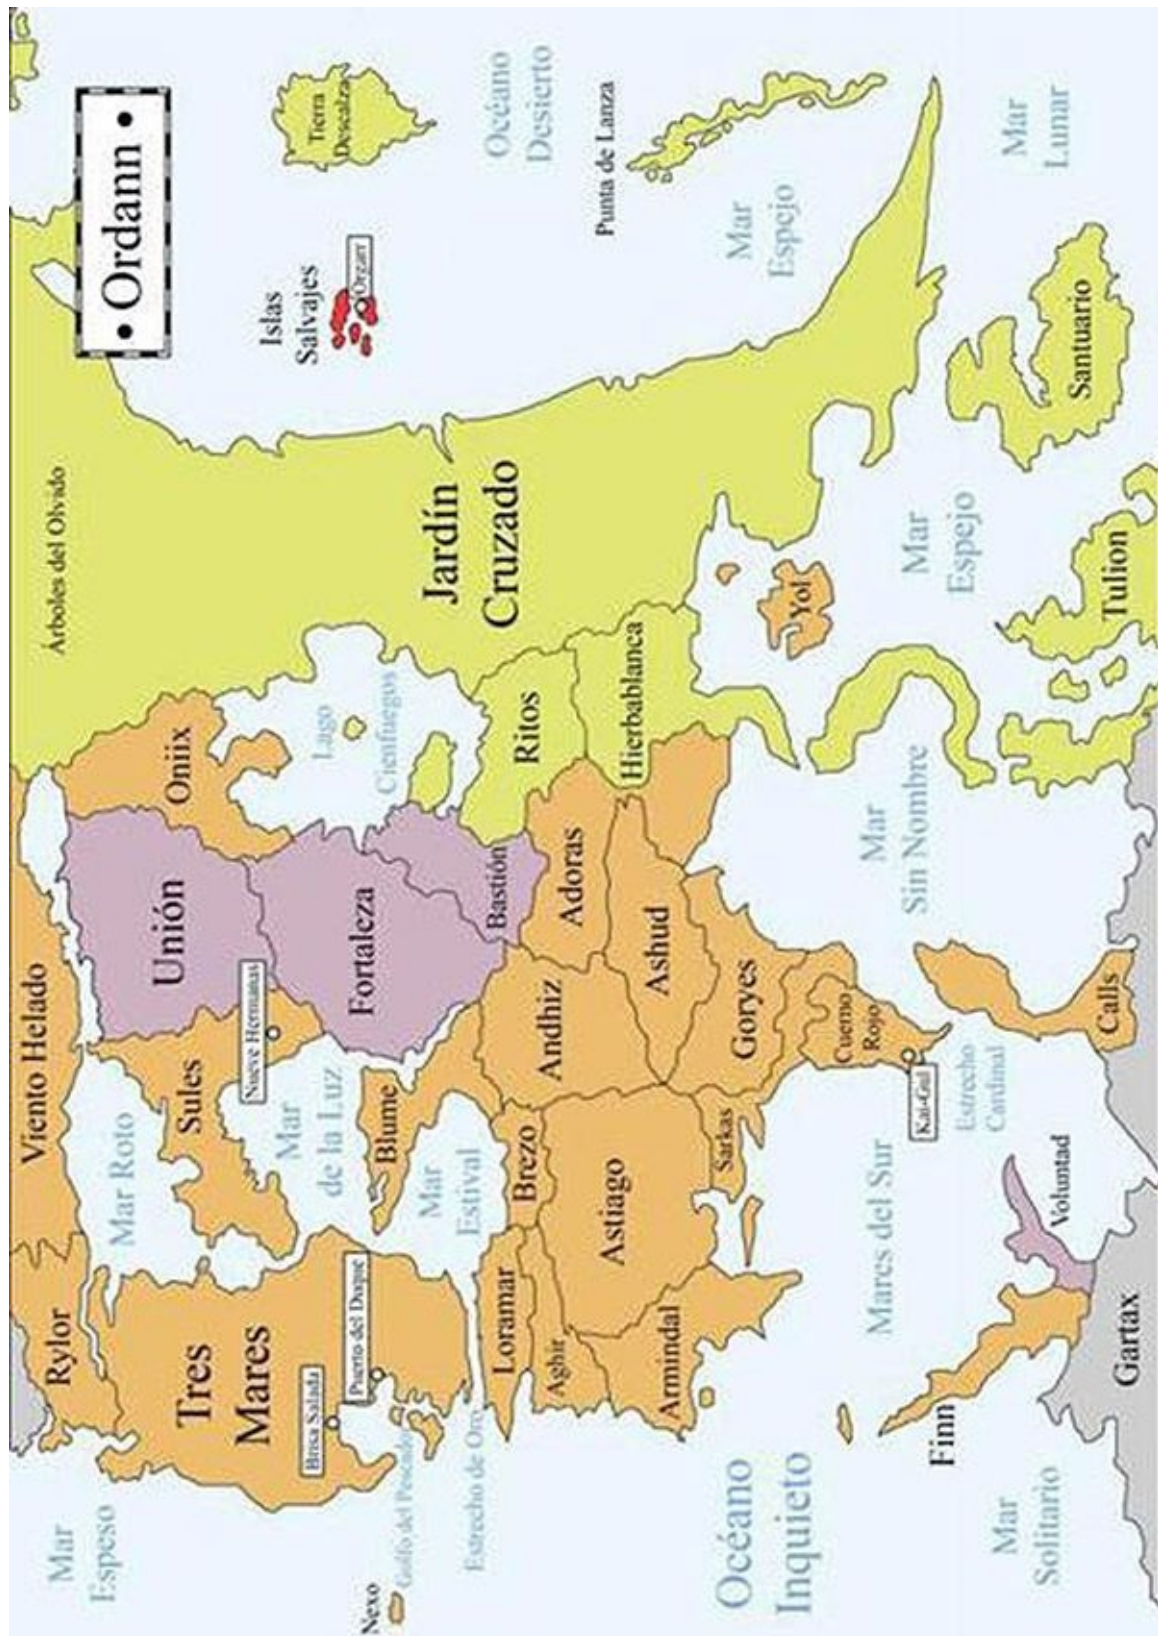 Mar
Espeso
Rylor
Viento Helado
Árboles del Olvido
• Ordann •
Mar Roto
Unión
Oniix
Tres
Mares
Sules
Nueve Hermanas
Islas
Salvajes
Tierra
Descalza
Brisa Salada
Puerto del Duque
Mar
de la Luz
Fortaleza
Lago
Cienfuegos
Nexo
Golfo del Pescado
Blume
Jardín
Cruzado
Estrecho de Oro
Mar
Estival
Bastión
Ritos
Océano
Desierto
Loramar
Brezo
Andhiz
Adoras
Aghir
Astiago
Hierbablanca
Punta de Lanza
Armindal
Ashud
Sarkas
Goryes
Mar
Espejo
Océano
Inquieto
Yol
Cuerno
Rojo
Mares del Sur
Kai-Gul
Mar
Sin Nombre
Mar
Espejo
Finn
Estrecho
Cardinal
Mar
Lunar
Mar
Solitario
Voluntad
Calls
Santuario
Tulion
Gartax